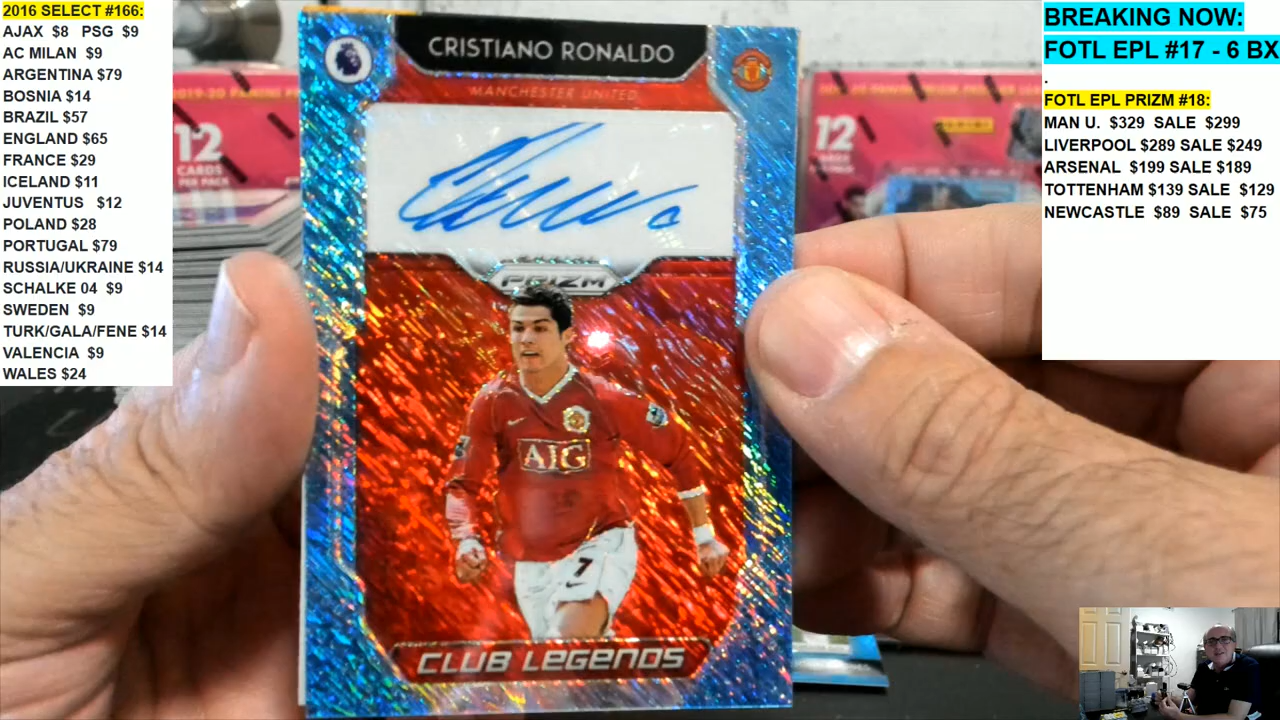 2016 SELECT #166:
AJAX $8 PSG $9
AC MILAN $9
ARGENTINA $79
BOSNIA $14
BRAZIL $57
ENGLAND $65
FRANCE $29
ICELAND $11
JUVENTUS $12
POLAND $28
PORTUGAL $79
RUSSIA/UKRAINE $14
SCHALKE 04 $9
SWEDEN $9
TURK/GALA/FENE $14
VALENCIA $9
WALES $24
CRISTIANO RONALDO
MANCHESTER UNITED
PRIZM
AIG
7
CLUB LEGENDS
12
CARDS
PER PACK
12
PANINI
BREAKING NOW:
FOTL EPL #17 - 6 BX
.
FOTL EPL PRIZM #18:
MAN U. $329 SALE $299
LIVERPOOL $289 SALE $249
ARSENAL $199 SALE $189
TOTTENHAM $139 SALE $129
NEWCASTLE $89 SALE $75